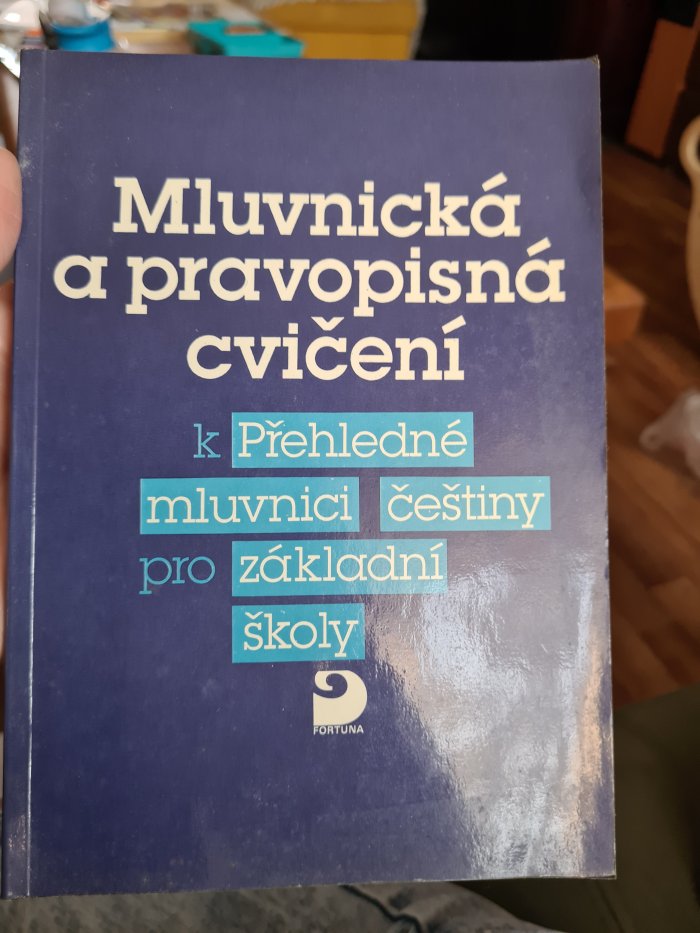 Mluvnická
a pravopisná
cvičení
k Přehledné
mluvnici češtiny
pro základní
školy
FORTUNA